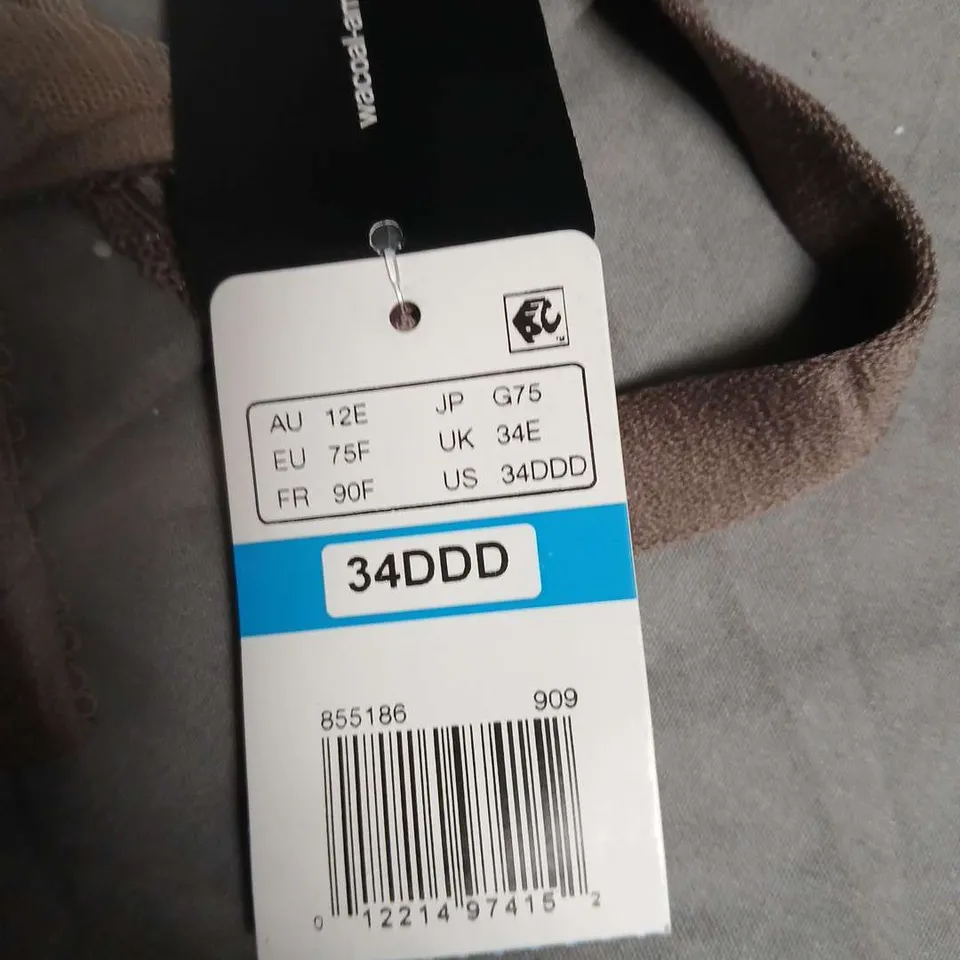 wacoal-am
AU 12E JP G75
EU 75F UK 34E
FR 90F US 34DDD
34DDD
855186 909
0 12214 97415 2